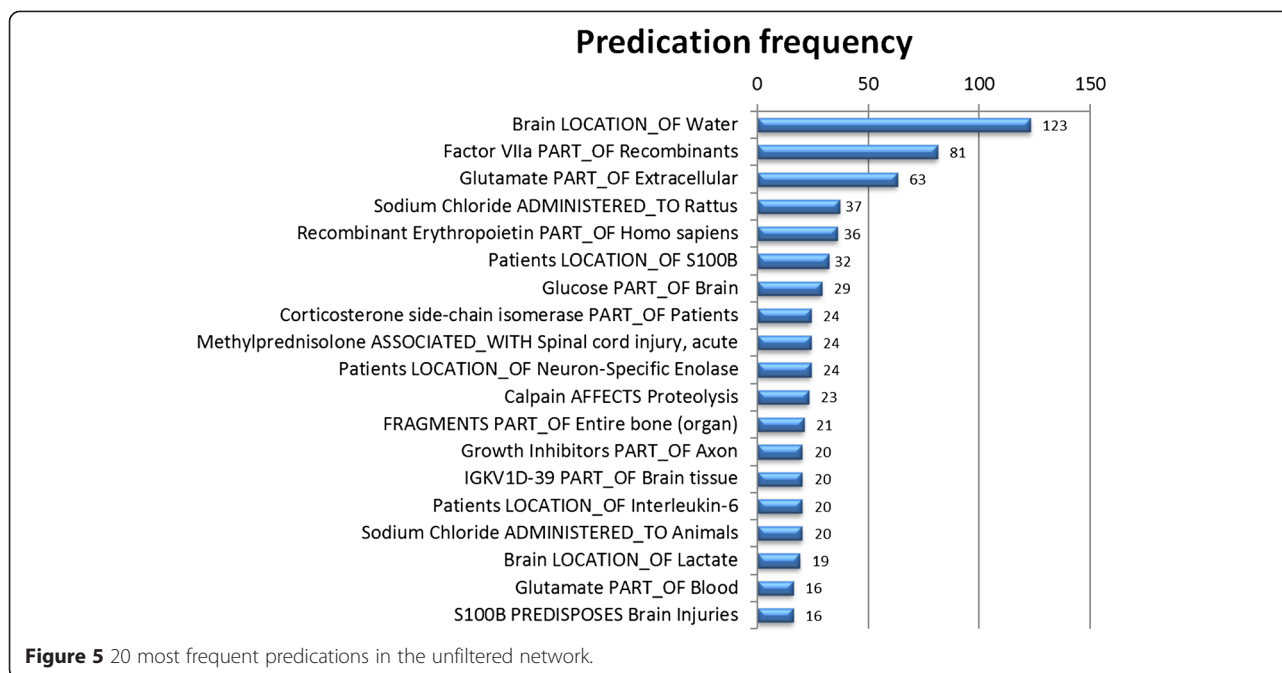 Predication frequency
0 50 100 150
Brain LOCATION_OF Water 123
Factor VIIa PART_OF Recombinants 81
Glutamate PART_OF Extracellular 63
Sodium Chloride ADMINISTERED_TO Rattus 37
Recombinant Erythropoietin PART_OF Homo sapiens 36
Patients LOCATION_OF S100B 32
Glucose PART_OF Brain 29
Corticosterone side-chain isomerase PART_OF Patients 24
Methylprednisolone ASSOCIATED_WITH Spinal cord injury, acute 24
Patients LOCATION_OF Neuron-Specific Enolase 24
Calpain AFFECTS Proteolysis 23
FRAGMENTS PART_OF Entire bone (organ) 21
Growth Inhibitors PART_OF Axon 20
IGKV1D-39 PART_OF Brain tissue 20
Patients LOCATION_OF Interleukin-6 20
Sodium Chloride ADMINISTERED_TO Animals 20
Brain LOCATION_OF Lactate 19
Glutamate PART_OF Blood 16
S100B PREDISPOSES Brain Injuries 16
Figure 5 20 most frequent predications in the unfiltered network.